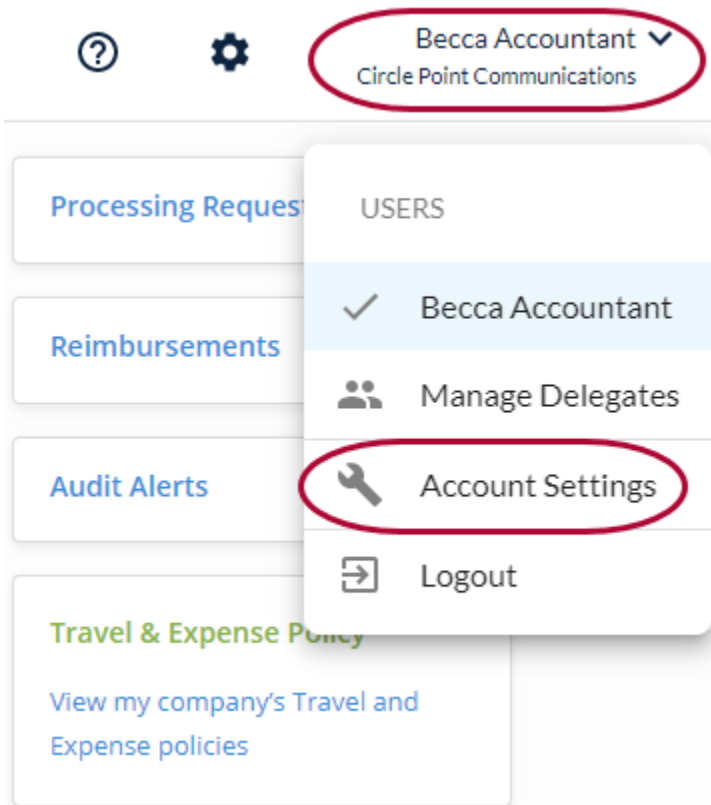 Becca Accountant
Circle Point Communications
Processing Reques
USERS
Becca Accountant
Reimbursements
Manage Delegates
Audit Alerts
Account Settings
Logout
Travel & Expense Policy
View my company's Travel and
Expense policies